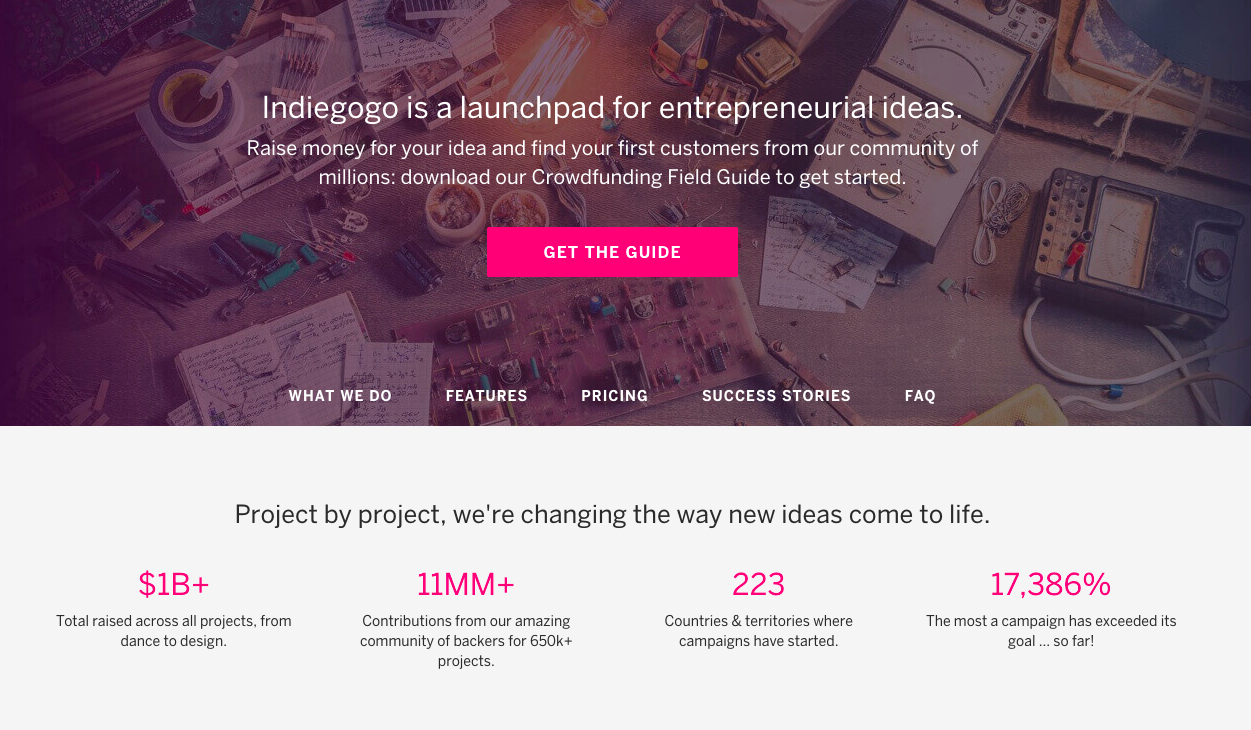 Indiegogo is a launchpad for entrepreneurial ideas.
Raise money for your idea and find your first customers from our community of
millions: download our Crowdfunding Field Guide to get started.
GET THE GUIDE
WHAT WE DO FEATURES PRICING SUCCESS STORIES FAQ
Project by project, we're changing the way new ideas come to life.
$1B+
Total raised across all projects, from
dance to design.
11MM+
Contributions from our amazing
community of backers for 650k+
projects.
223
Countries & territories where
campaigns have started.
17,386%
The most a campaign has exceeded its
goal ... so far!